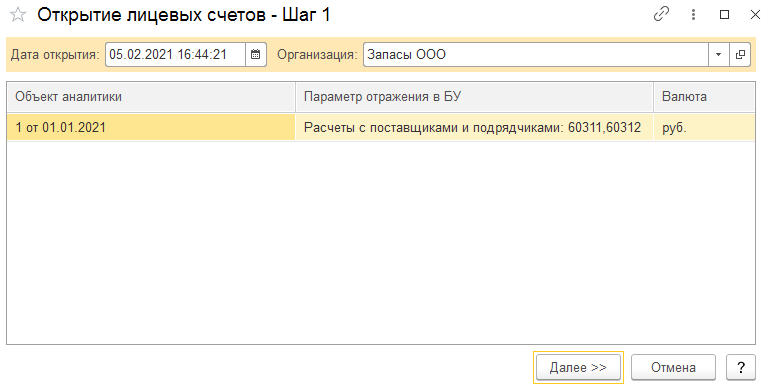 Открытие лицевых счетов - Шаг 1
Дата открытия: 05.02.2021 16:44:21 Организация: Запасы ООО
Объект аналитики Параметр отражения в БУ Валюта
1 от 01.01.2021 Расчеты с поставщиками и подрядчиками: 60311,60312 руб.
Далее >> Отмена ?